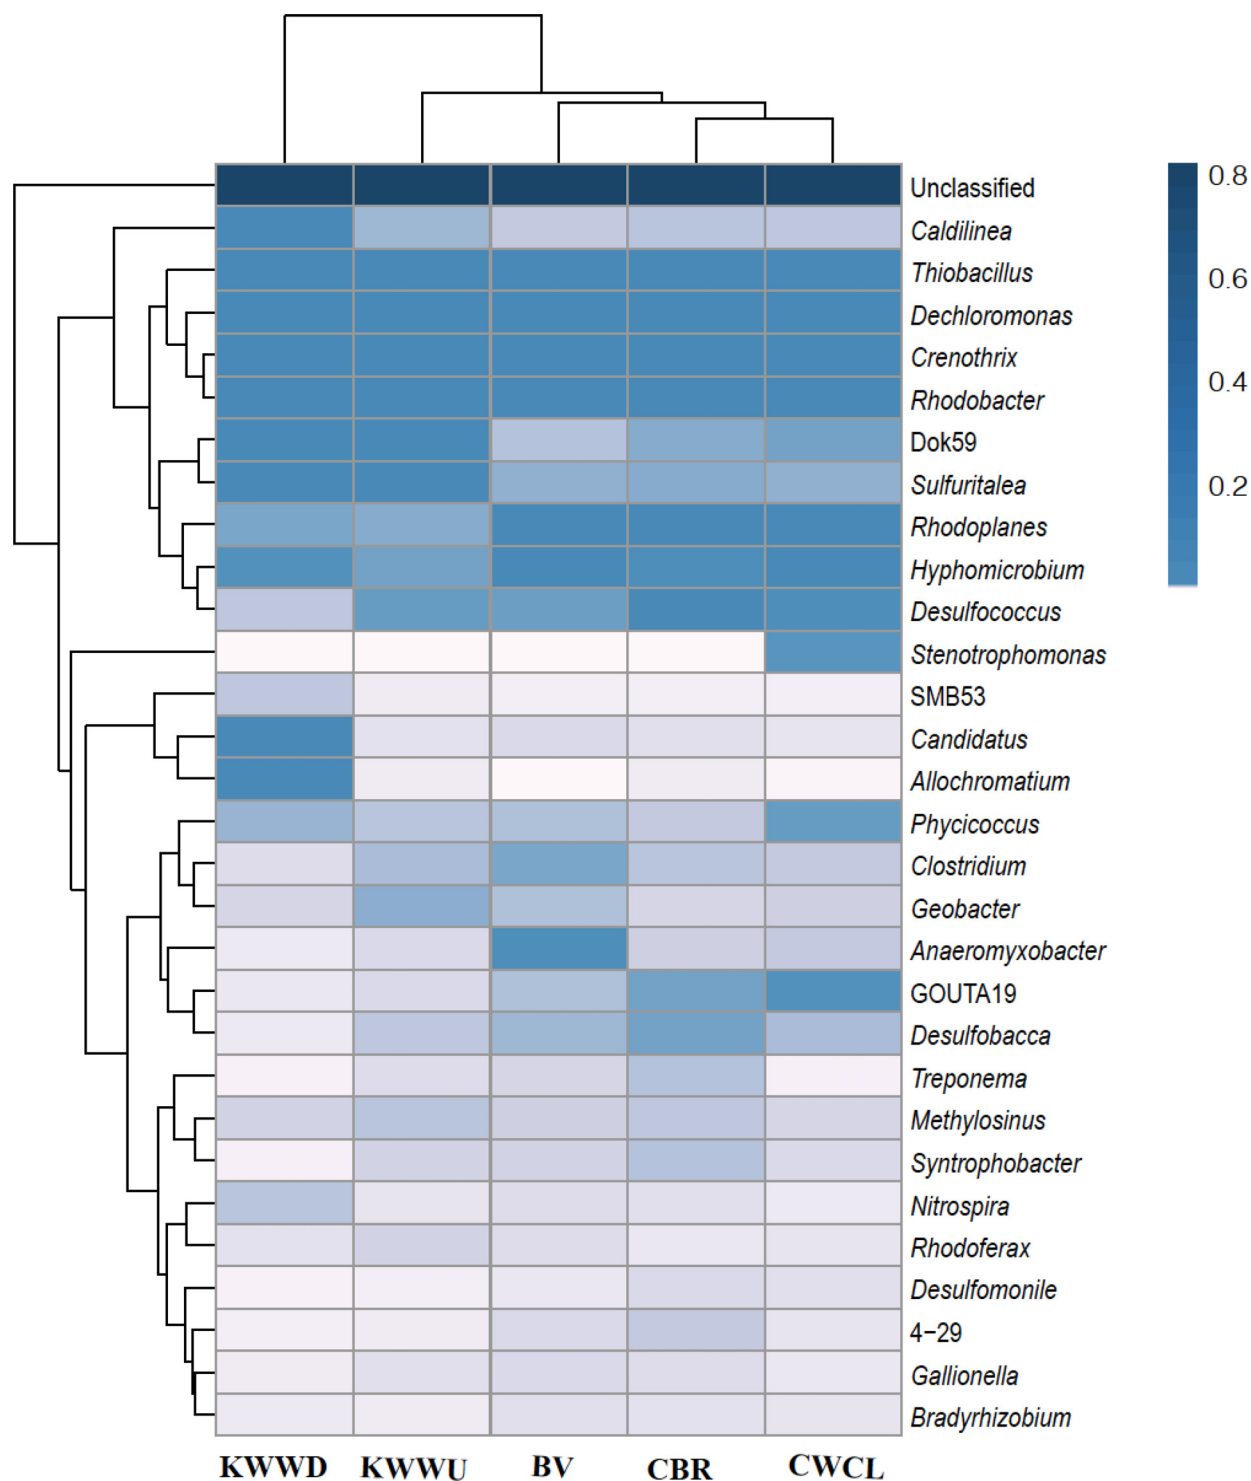 Unclassified
Caldilinea
Thiobacillus
Dechloromonas
Crenothrix
Rhodobacter
Dok59
Sulfuritalea
Rhodoplanes
Hyphomicrobium
Desulfococcus
Stenotrophomonas
SMB53
Candidatus
Allochromatium
Phycicoccus
Clostridium
Geobacter
Anaeromyxobacter
GOUTA19
Desulfobacca
Treponema
Methylosinus
Syntrophobacter
Nitrospira
Rhodoferax
Desulfomonile
4−29
Gallionella
Bradyrhizobium
KWWD KWWU BV CBR CWCL
0.8
0.6
0.4
0.2